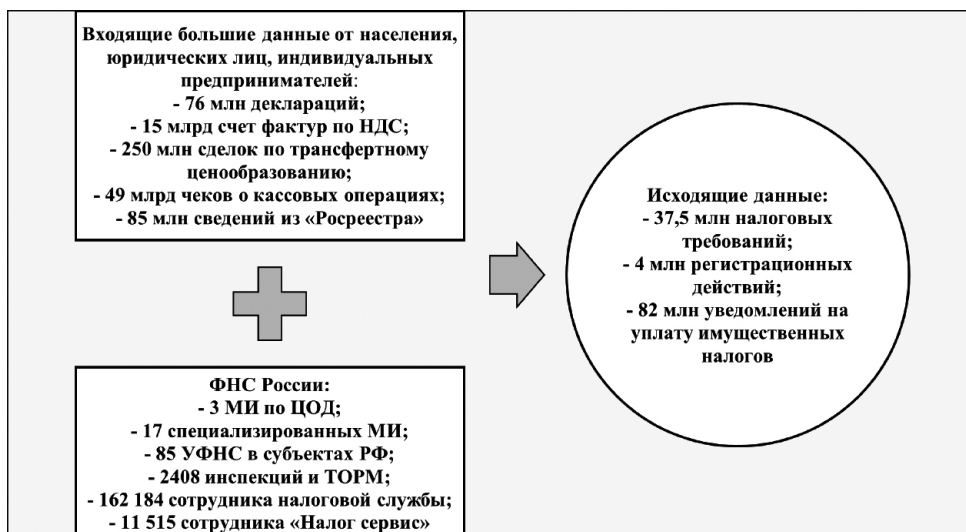 Входящие большие данные от населения,
юридических лиц, индивидуальных
предпринимателей:
- 76 млн деклараций;
- 15 млрд счет фактур по НДС;
- 250 млн сделок по трансфертному
ценообразованию;
- 49 млрд чеков о кассовых операциях;
- 85 млн сведений из «Росреестра»
ФНС России:
- 3 МИ по ЦОД;
- 17 специализированных МИ;
- 85 УФНС в субъектах РФ;
- 2408 инспекций и ТОРМ;
- 162 184 сотрудника налоговой службы;
- 11 515 сотрудника «Налог сервис»
Исходящие данные:
- 37,5 млн налоговых
требований;
- 4 млн регистрационных
действий;
- 82 млн уведомлений на
уплату имущественных
налогов